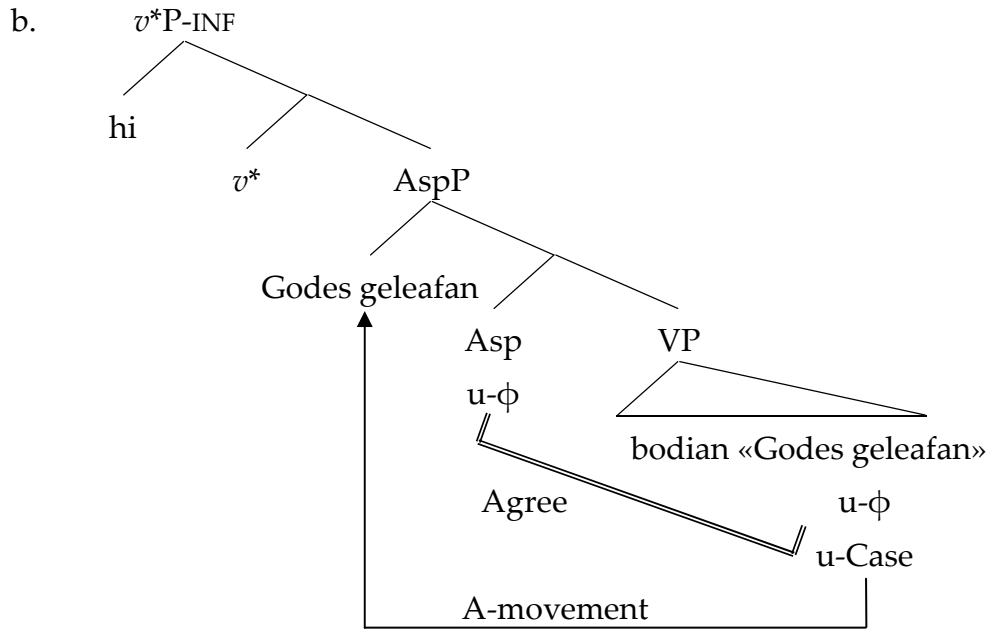 b. v*P-INF
hi
v*
AspP
Godes geleafan
Asp VP
u-ϕ
bodian «Godes geleafan»
Agree u-ϕ
u-Case
A-movement